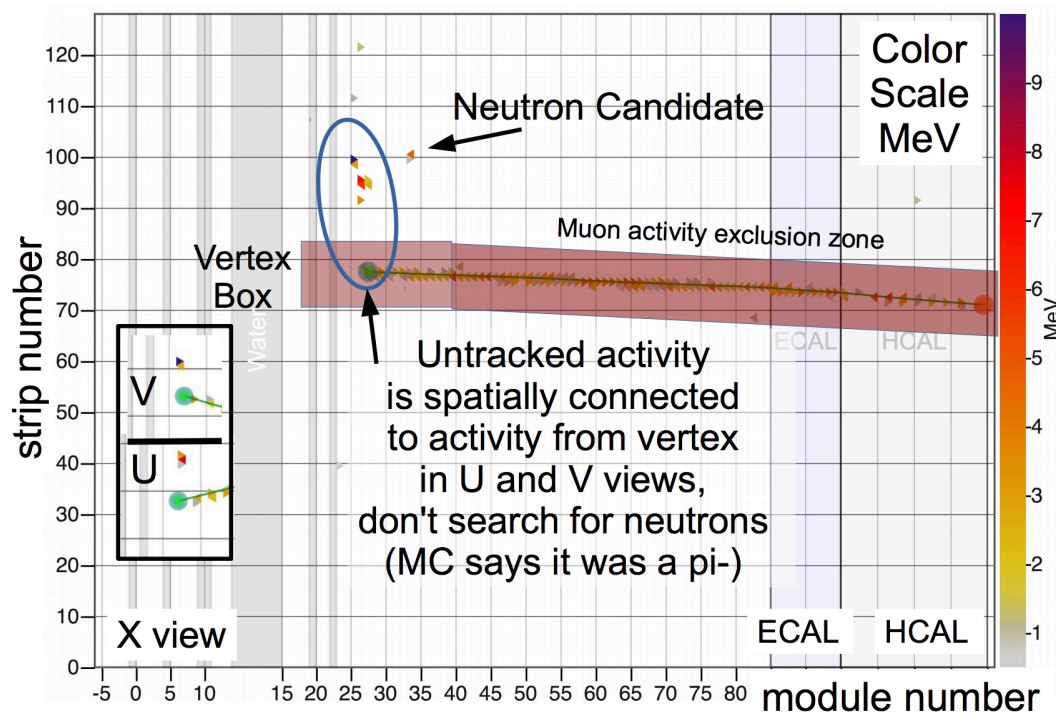 Color
Scale
MeV
Neutron Candidate
Muon activity exclusion zone
Vertex
Box
Water
ECAL
HCAL
Untracked activity
is spatially connected
to activity from vertex
in U and V views,
don't search for neutrons
(MC says it was a pi-)
V
U
X view
ECAL
HCAL
strip number
module number
MeV
120
110
100
90
80
70
60
50
40
30
20
10
0
-5 0 5 10 15 20 25 30 35 40 45 50 55 60 65 70 75 80
9
8
7
6
5
4
3
2
1